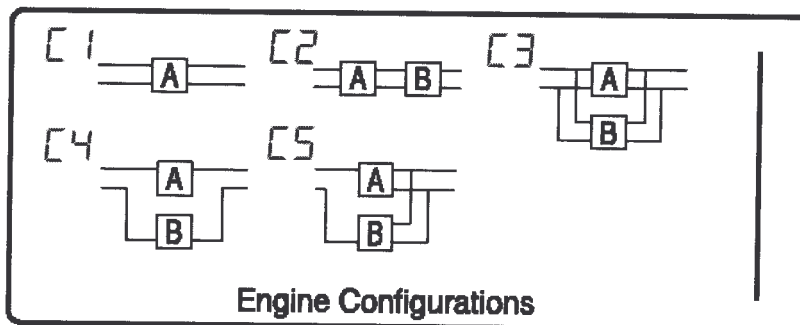 C1 A
C2 A B
C3 A
B
C4 A
B
C5 A
B
Engine Configurations